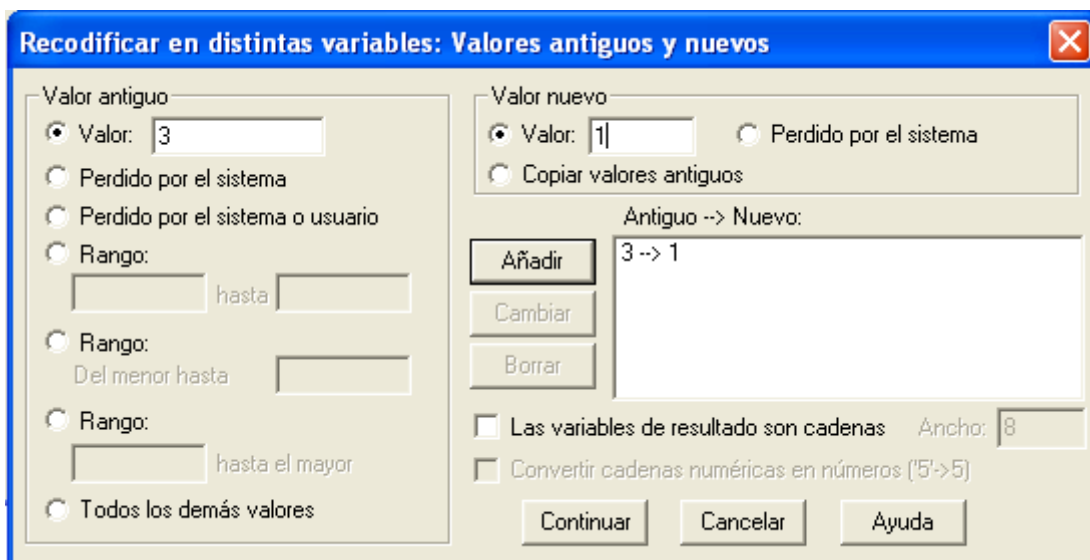 Recodificar en distintas variables: Valores antiguos y nuevos
Valor antiguo
Valor: 3
Perdido por el sistema
Perdido por el sistema o usuario
Rango:
hasta
Rango:
Del menor hasta
Rango:
hasta el mayor
Todos los demás valores
Valor nuevo
Valor: 1 Perdido por el sistema
Copiar valores antiguos
Antiguo --> Nuevo:
Añadir
Cambiar
Borrar
3 --> 1
Las variables de resultado son cadenas Ancho: 8
Convertir cadenas numéricas en números ('5'->5)
Continuar Cancelar Ayuda